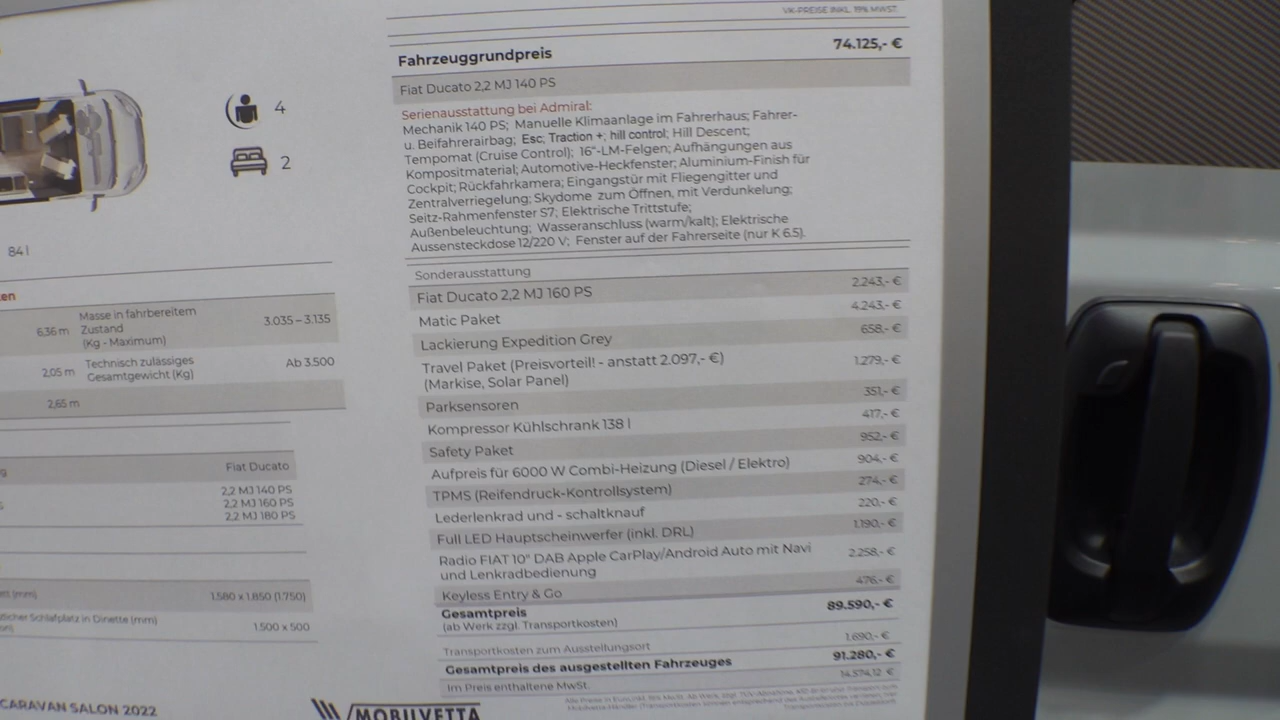 VK-PREISE INKL. 19% MWST.
Fahrzeuggrundpreis 74.125,- €
Fiat Ducato 2,2 MJ 140 PS
Serienausstattung bei Admiral:
Mechanik 140 PS; Manuelle Klimaanlage im Fahrerhaus; Fahrer-
u. Beifahrerairbag; Esc; Traction +; hill control; Hill Descent;
Tempomat (Cruise Control); 16"-LM-Felgen; Aufhängungen aus
Kompositmaterial; Automotive-Heckfenster; Aluminium-Finish für
Cockpit; Rückfahrkamera; Eingangstür mit Fliegengitter und
Zentralverriegelung; Skydome zum Öffnen, mit Verdunkelung;
Seitz-Rahmenfenster S7; Elektrische Trittstufe;
Außenbeleuchtung; Wasseranschluss (warm/kalt); Elektrische
Aussensteckdose 12/220 V; Fenster auf der Fahrerseite (nur K 6.5).
Sonderausstattung
Fiat Ducato 2,2 MJ 160 PS 2.243,- €
Matic Paket 4.243,- €
Lackierung Expedition Grey 658,- €
Travel Paket (Preisvorteil! - anstatt 2.097,- €) 1.279,- €
(Markise, Solar Panel)
Parksensoren 351,- €
Kompressor Kühlschrank 138 l 417,- €
Safety Paket 952,- €
Aufpreis für 6000 W Combi-Heizung (Diesel / Elektro) 904,- €
TPMS (Reifendruck-Kontrollsystem) 274,- €
Lederlenkrad und - schaltknauf 220,- €
Full LED Hauptscheinwerfer (inkl. DRL) 1.190,- €
Radio FIAT 10" DAB Apple CarPlay/Android Auto mit Navi 2.258,- €
und Lenkradbedienung
Keyless Entry & Go 476,- €
Gesamtpreis 89.590,- €
(ab Werk zzgl. Transportkosten)
Transportkosten zum Ausstellungsort 1.690,- €
Gesamtpreis des ausgestellten Fahrzeuges 91.280,- €
Im Preis enthaltene MwSt. 14.574,12 €
MOBILVETTA
4
2
84 l
en
6,36 m Masse in fahrbereitem
Zustand 3.035 – 3.135
(Kg - Maximum)
2,05 m Technisch zulässiges Ab 3.500
Gesamtgewicht (Kg)
2,65 m
g Fiat Ducato
2,2 MJ 140 PS
2,2 MJ 160 PS
2,2 MJ 180 PS
(mm) 1.580 x 1.850 (1.750)
licher Schlafplatz in Dinette (mm)
1.500 x 500
CARAVAN SALON 2022